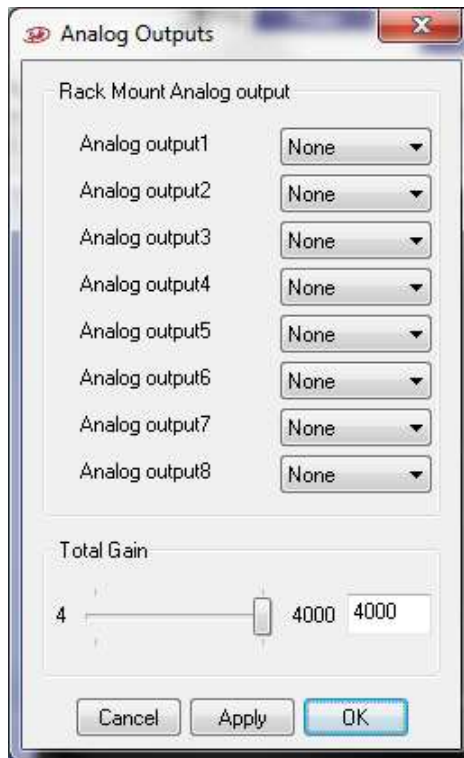 Analog Outputs
Rack Mount Analog output
Analog output1 None
Analog output2 None
Analog output3 None
Analog output4 None
Analog output5 None
Analog output6 None
Analog output7 None
Analog output8 None
Total Gain
4 4000 4000
Cancel Apply OK